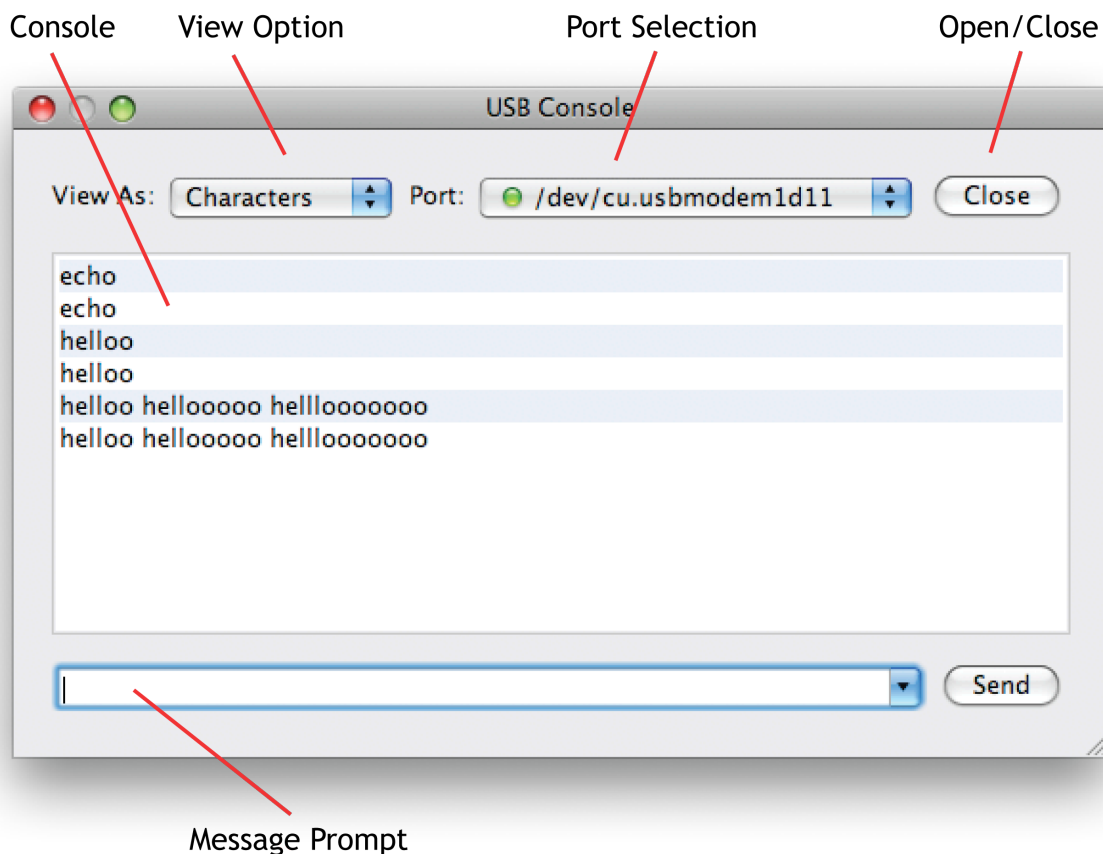 Console View Option Port Selection Open/Close
USB Console
View As: Characters Port: /dev/cu.usbmodem1d11 Close
echo
echo
helloo
helloo
helloo hellooooo helllooooooo
helloo hellooooo helllooooooo
Send
Message Prompt